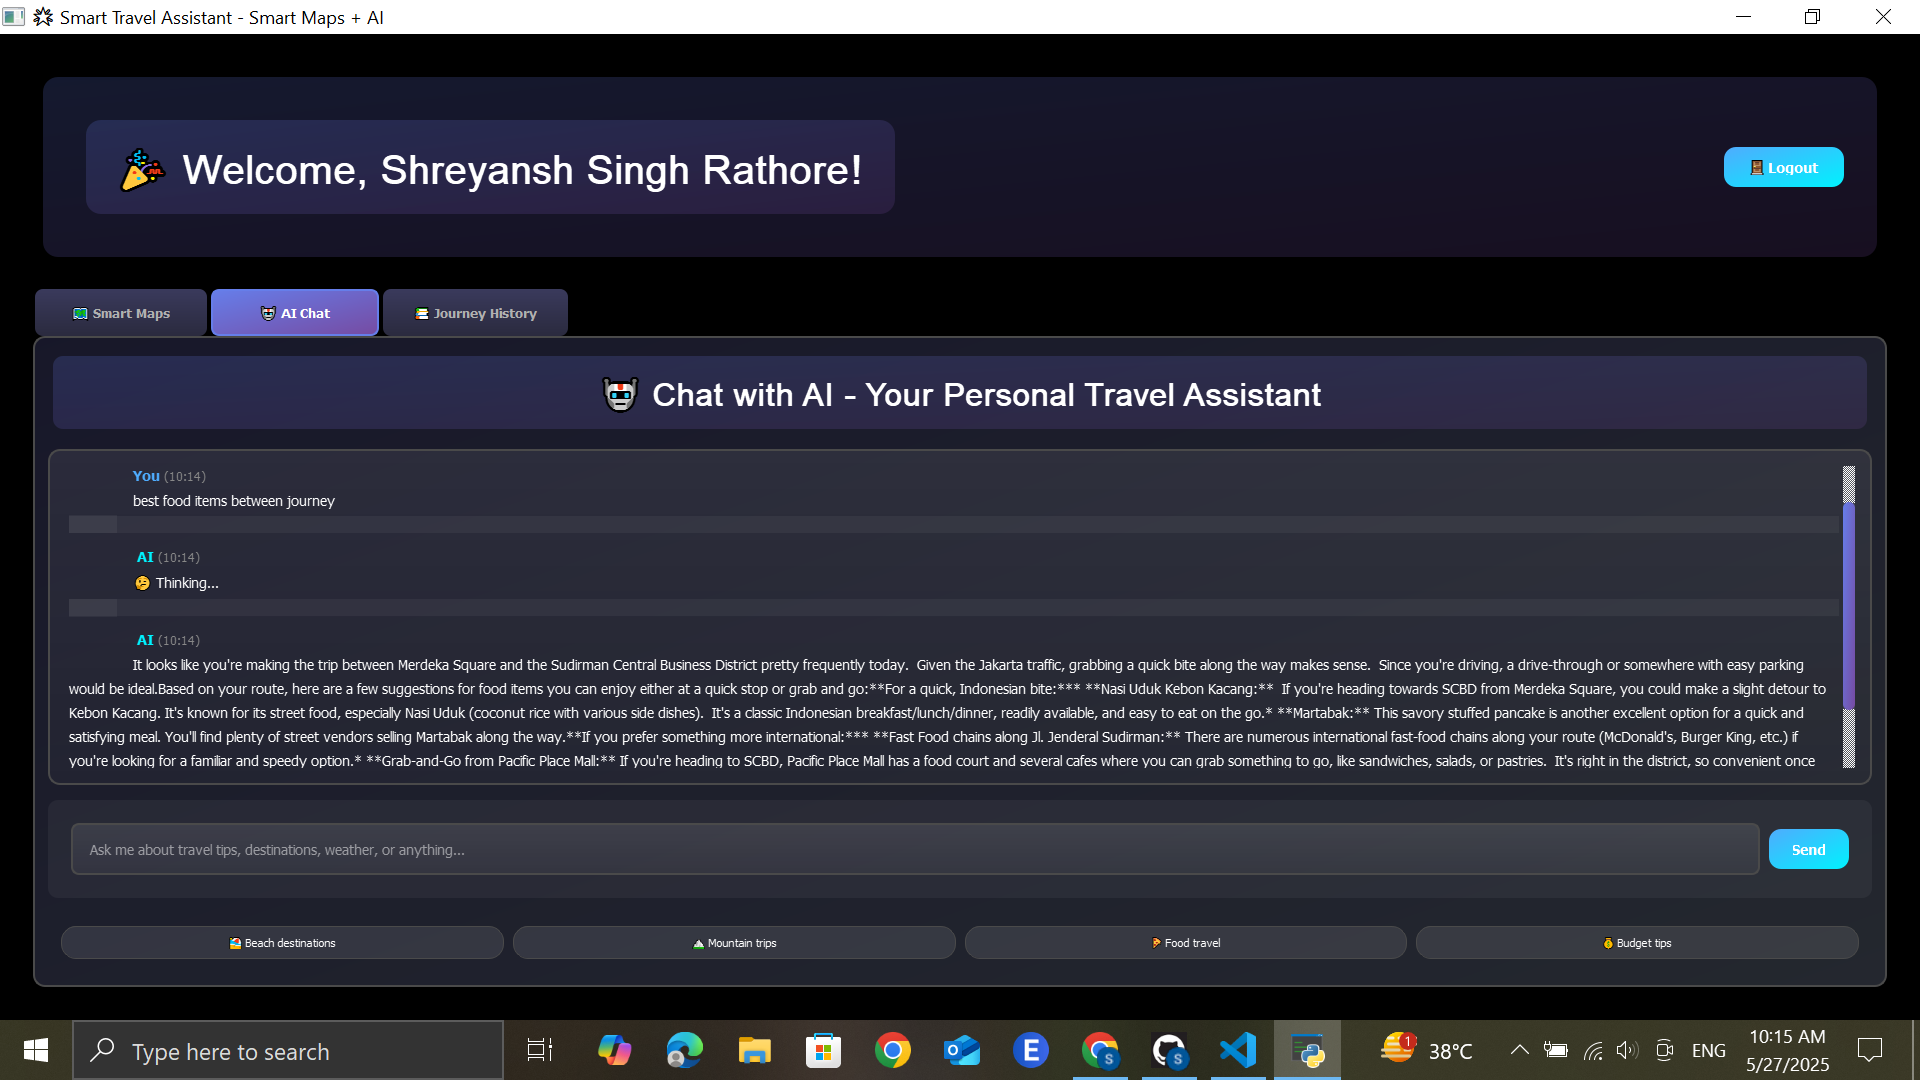 Smart Travel Assistant - Smart Maps + AI
Welcome, Shreyansh Singh Rathore!
Logout
Smart Maps
AI Chat
Journey History
Chat with AI - Your Personal Travel Assistant
You (10:14)
best food items between journey
AI (10:14)
Thinking...
AI (10:14)
It looks like you're making the trip between Merdeka Square and the Sudirman Central Business District pretty frequently today.  Given the Jakarta traffic, grabbing a quick bite along the way makes sense.  Since you're driving, a drive-through or somewhere with easy parking
would be ideal.Based on your route, here are a few suggestions for food items you can enjoy either at a quick stop or grab and go:**For a quick, Indonesian bite:*** **Nasi Uduk Kebon Kacang:**  If you're heading towards SCBD from Merdeka Square, you could make a slight detour to
Kebon Kacang. It's known for its street food, especially Nasi Uduk (coconut rice with various side dishes).  It's a classic Indonesian breakfast/lunch/dinner, readily available, and easy to eat on the go.* **Martabak:** This savory stuffed pancake is another excellent option for a quick and
satisfying meal. You'll find plenty of street vendors selling Martabak along the way.**If you prefer something more international:*** **Fast Food chains along Jl. Jenderal Sudirman:** There are numerous international fast-food chains along your route (McDonald's, Burger King, etc.) if
you're looking for a familiar and speedy option.* **Grab-and-Go from Pacific Place Mall:** If you're heading to SCBD, Pacific Place Mall has a food court and several cafes where you can grab something to go, like sandwiches, salads, or pastries.  It's right in the district, so convenient once
Ask me about travel tips, destinations, weather, or anything...
Send
Beach destinations
Mountain trips
Food travel
Budget tips
Type here to search
E
S
S
1
38°C
ENG
10:15 AM
5/27/2025